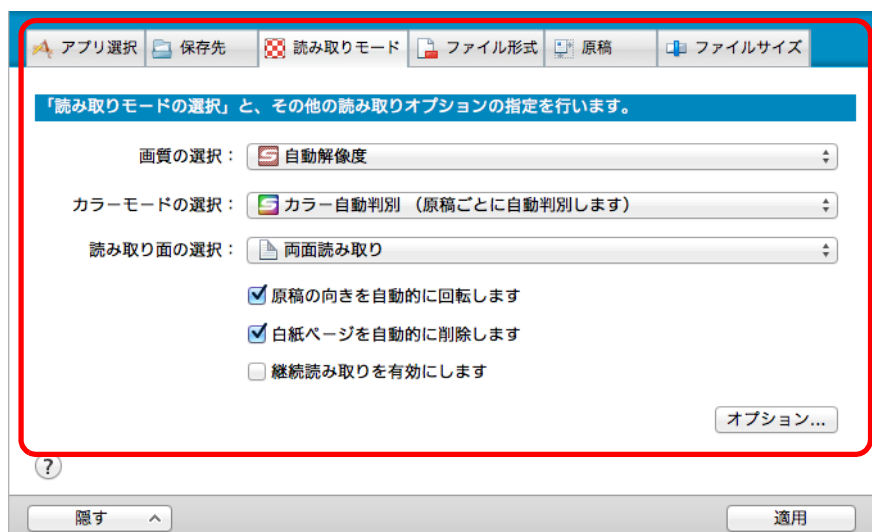 アプリ選択 保存先 読み取りモード ファイル形式 原稿 ファイルサイズ
「読み取りモードの選択」と、その他の読み取りオプションの指定を行います。
画質の選択： 自動解像度
カラーモードの選択： カラー自動判別 （原稿ごとに自動判別します）
読み取り面の選択： 両面読み取り
原稿の向きを自動的に回転します
白紙ページを自動的に削除します
継続読み取りを有効にします
オプション...
?
隠す 適用